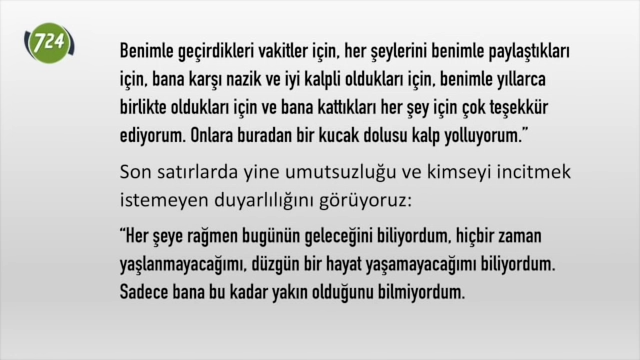 724
Benimle geçirdikleri vakitler için, her şeylerini benimle paylaştıkları
için, bana karşı nazik ve iyi kalpli oldukları için, benimle yıllarca
birlikte oldukları için ve bana kattıkları her şey için çok teşekkür
ediyorum. Onlara buradan bir kucak dolusu kalp yolluyorum.”
Son satırlarda yine umutsuzluğu ve kimseyi incitmek
istemeyen duyarlılığını görüyoruz:
“Her şeye rağmen bugünün geleceğini biliyordum, hiçbir zaman
yaşlanmayacağımı, düzgün bir hayat yaşamayacağımı biliyordum.
Sadece bana bu kadar yakın olduğunu bilmiyordum.